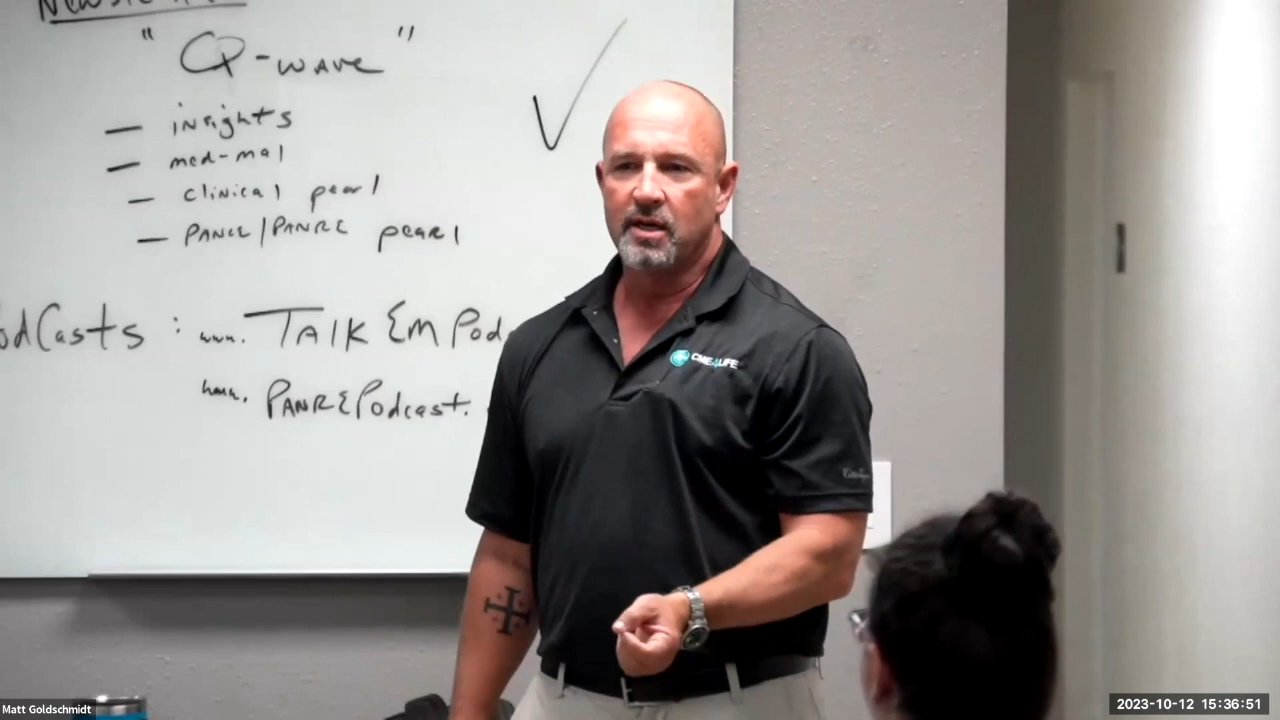 " Q-wave "
— insights
— med-mal
— clinical pearl
— PANCE/PANRE pearl
odcasts : www. TALK EM Pod
www. PANREPodcast.
CME4LIFE
Matt Goldschmidt
2023-10-12 15:36:51